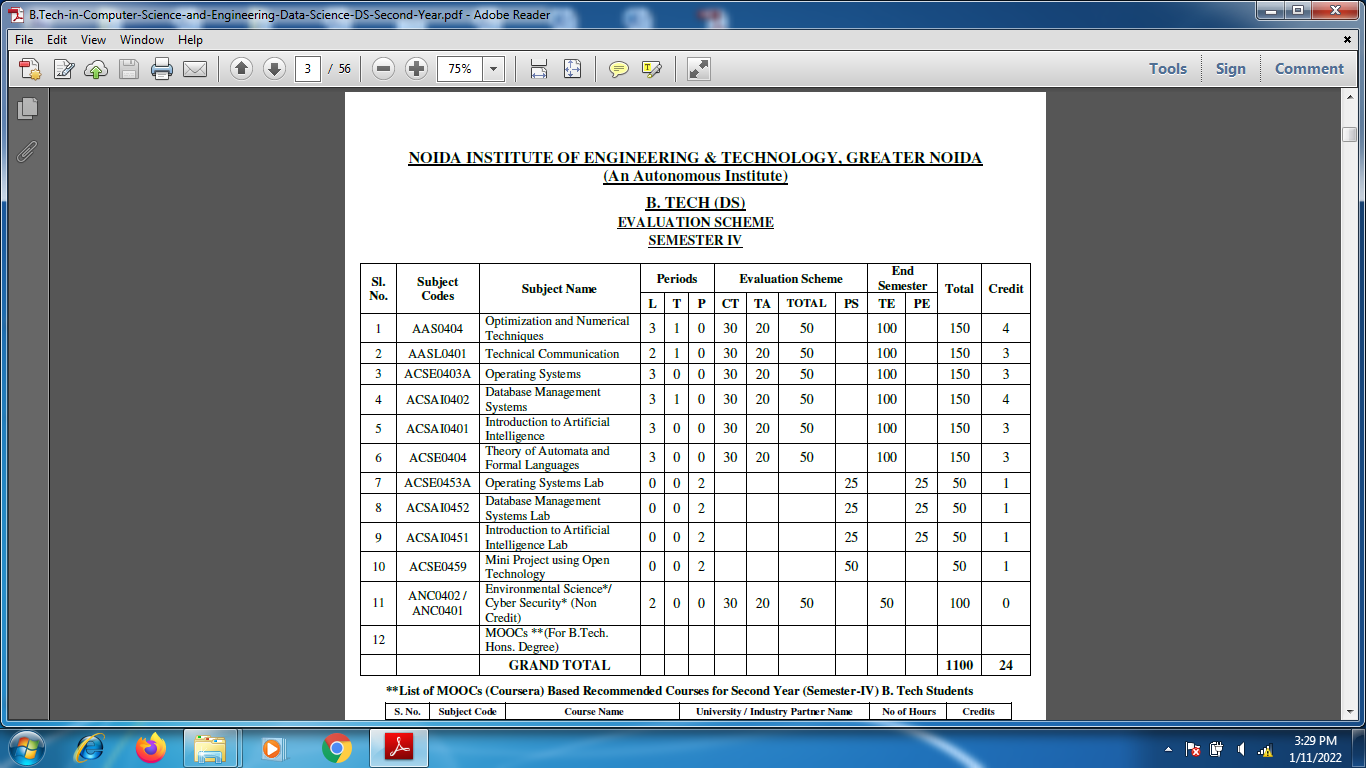 B.Tech-in-Computer-Science-and-Engineering-Data-Science-DS-Second-Year.pdf - Adobe Reader
File Edit View Window Help
3 / 56 75% Tools Sign Comment
NOIDA INSTITUTE OF ENGINEERING & TECHNOLOGY, GREATER NOIDA
(An Autonomous Institute)
B. TECH (DS)
EVALUATION SCHEME
SEMESTER IV
Sl. No. Subject Codes Subject Name Periods Evaluation Scheme End Semester Total Credit
L T P CT TA TOTAL PS TE PE
1 AAS0404 Optimization and Numerical Techniques 3 1 0 30 20 50 100 150 4
2 AASL0401 Technical Communication 2 1 0 30 20 50 100 150 3
3 ACSE0403A Operating Systems 3 0 0 30 20 50 100 150 3
4 ACSAI0402 Database Management Systems 3 1 0 30 20 50 100 150 4
5 ACSAI0401 Introduction to Artificial Intelligence 3 0 0 30 20 50 100 150 3
6 ACSE0404 Theory of Automata and Formal Languages 3 0 0 30 20 50 100 150 3
7 ACSE0453A Operating Systems Lab 0 0 2 25 25 50 1
8 ACSAI0452 Database Management Systems Lab 0 0 2 25 25 50 1
9 ACSAI0451 Introduction to Artificial Intelligence Lab 0 0 2 25 25 50 1
10 ACSE0459 Mini Project using Open Technology 0 0 2 50 50 1
11 ANC0402 / ANC0401 Environmental Science*/ Cyber Security* (Non Credit) 2 0 0 30 20 50 50 100 0
12 MOOCs **(For B.Tech. Hons. Degree)
GRAND TOTAL 1100 24
**List of MOOCs (Coursera) Based Recommended Courses for Second Year (Semester-IV) B. Tech Students
S. No. Subject Code Course Name University / Industry Partner Name No of Hours Credits
3:29 PM
1/11/2022